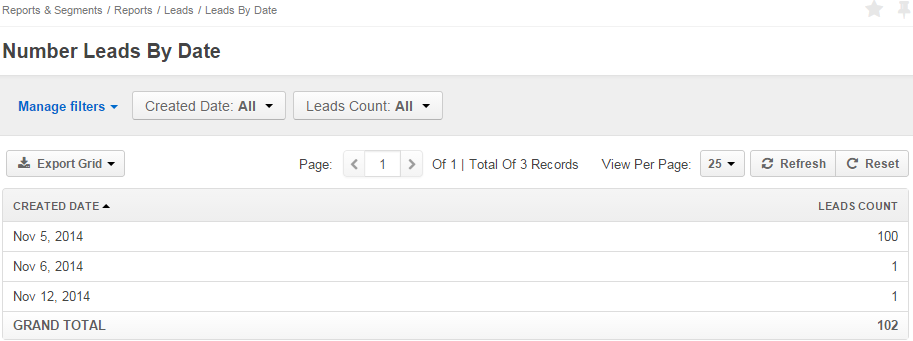 Reports & Segments / Reports / Leads / Leads By Date
Number Leads By Date
Manage filters Created Date: All Leads Count: All
Export Grid Page: 1 Of 1 | Total Of 3 Records View Per Page: 25 Refresh Reset
CREATED DATE LEADS COUNT
Nov 5, 2014 100
Nov 6, 2014 1
Nov 12, 2014 1
GRAND TOTAL 102